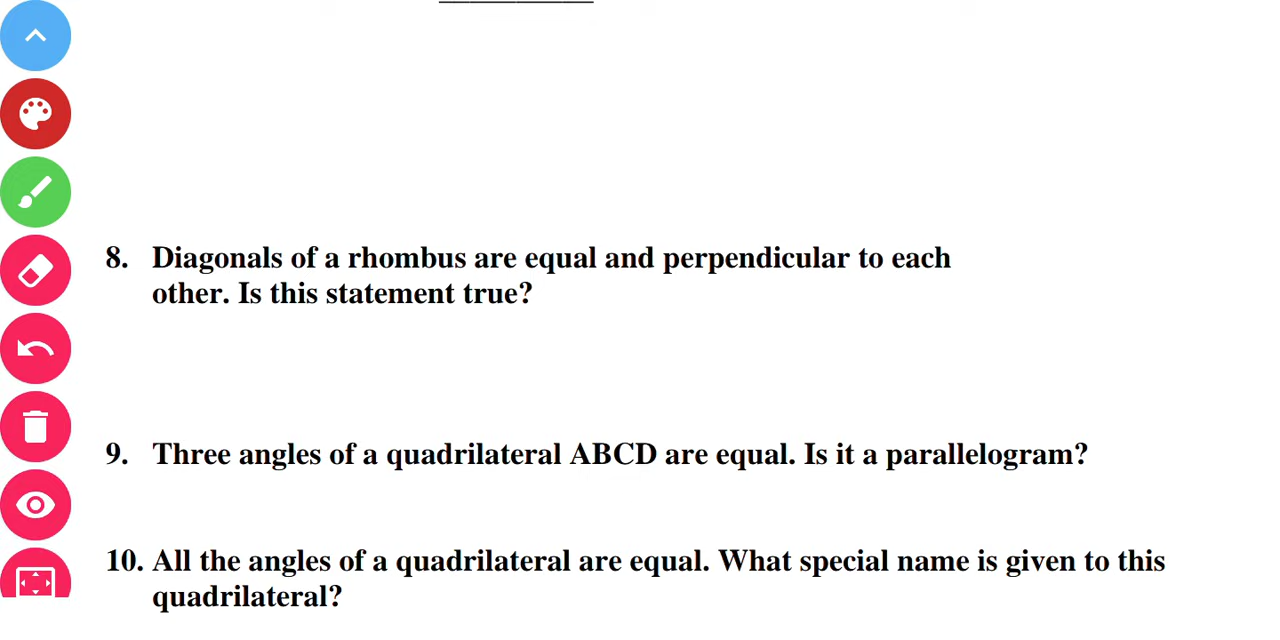 8. Diagonals of a rhombus are equal and perpendicular to each
other. Is this statement true?
9. Three angles of a quadrilateral ABCD are equal. Is it a parallelogram?
10. All the angles of a quadrilateral are equal. What special name is given to this
quadrilateral?